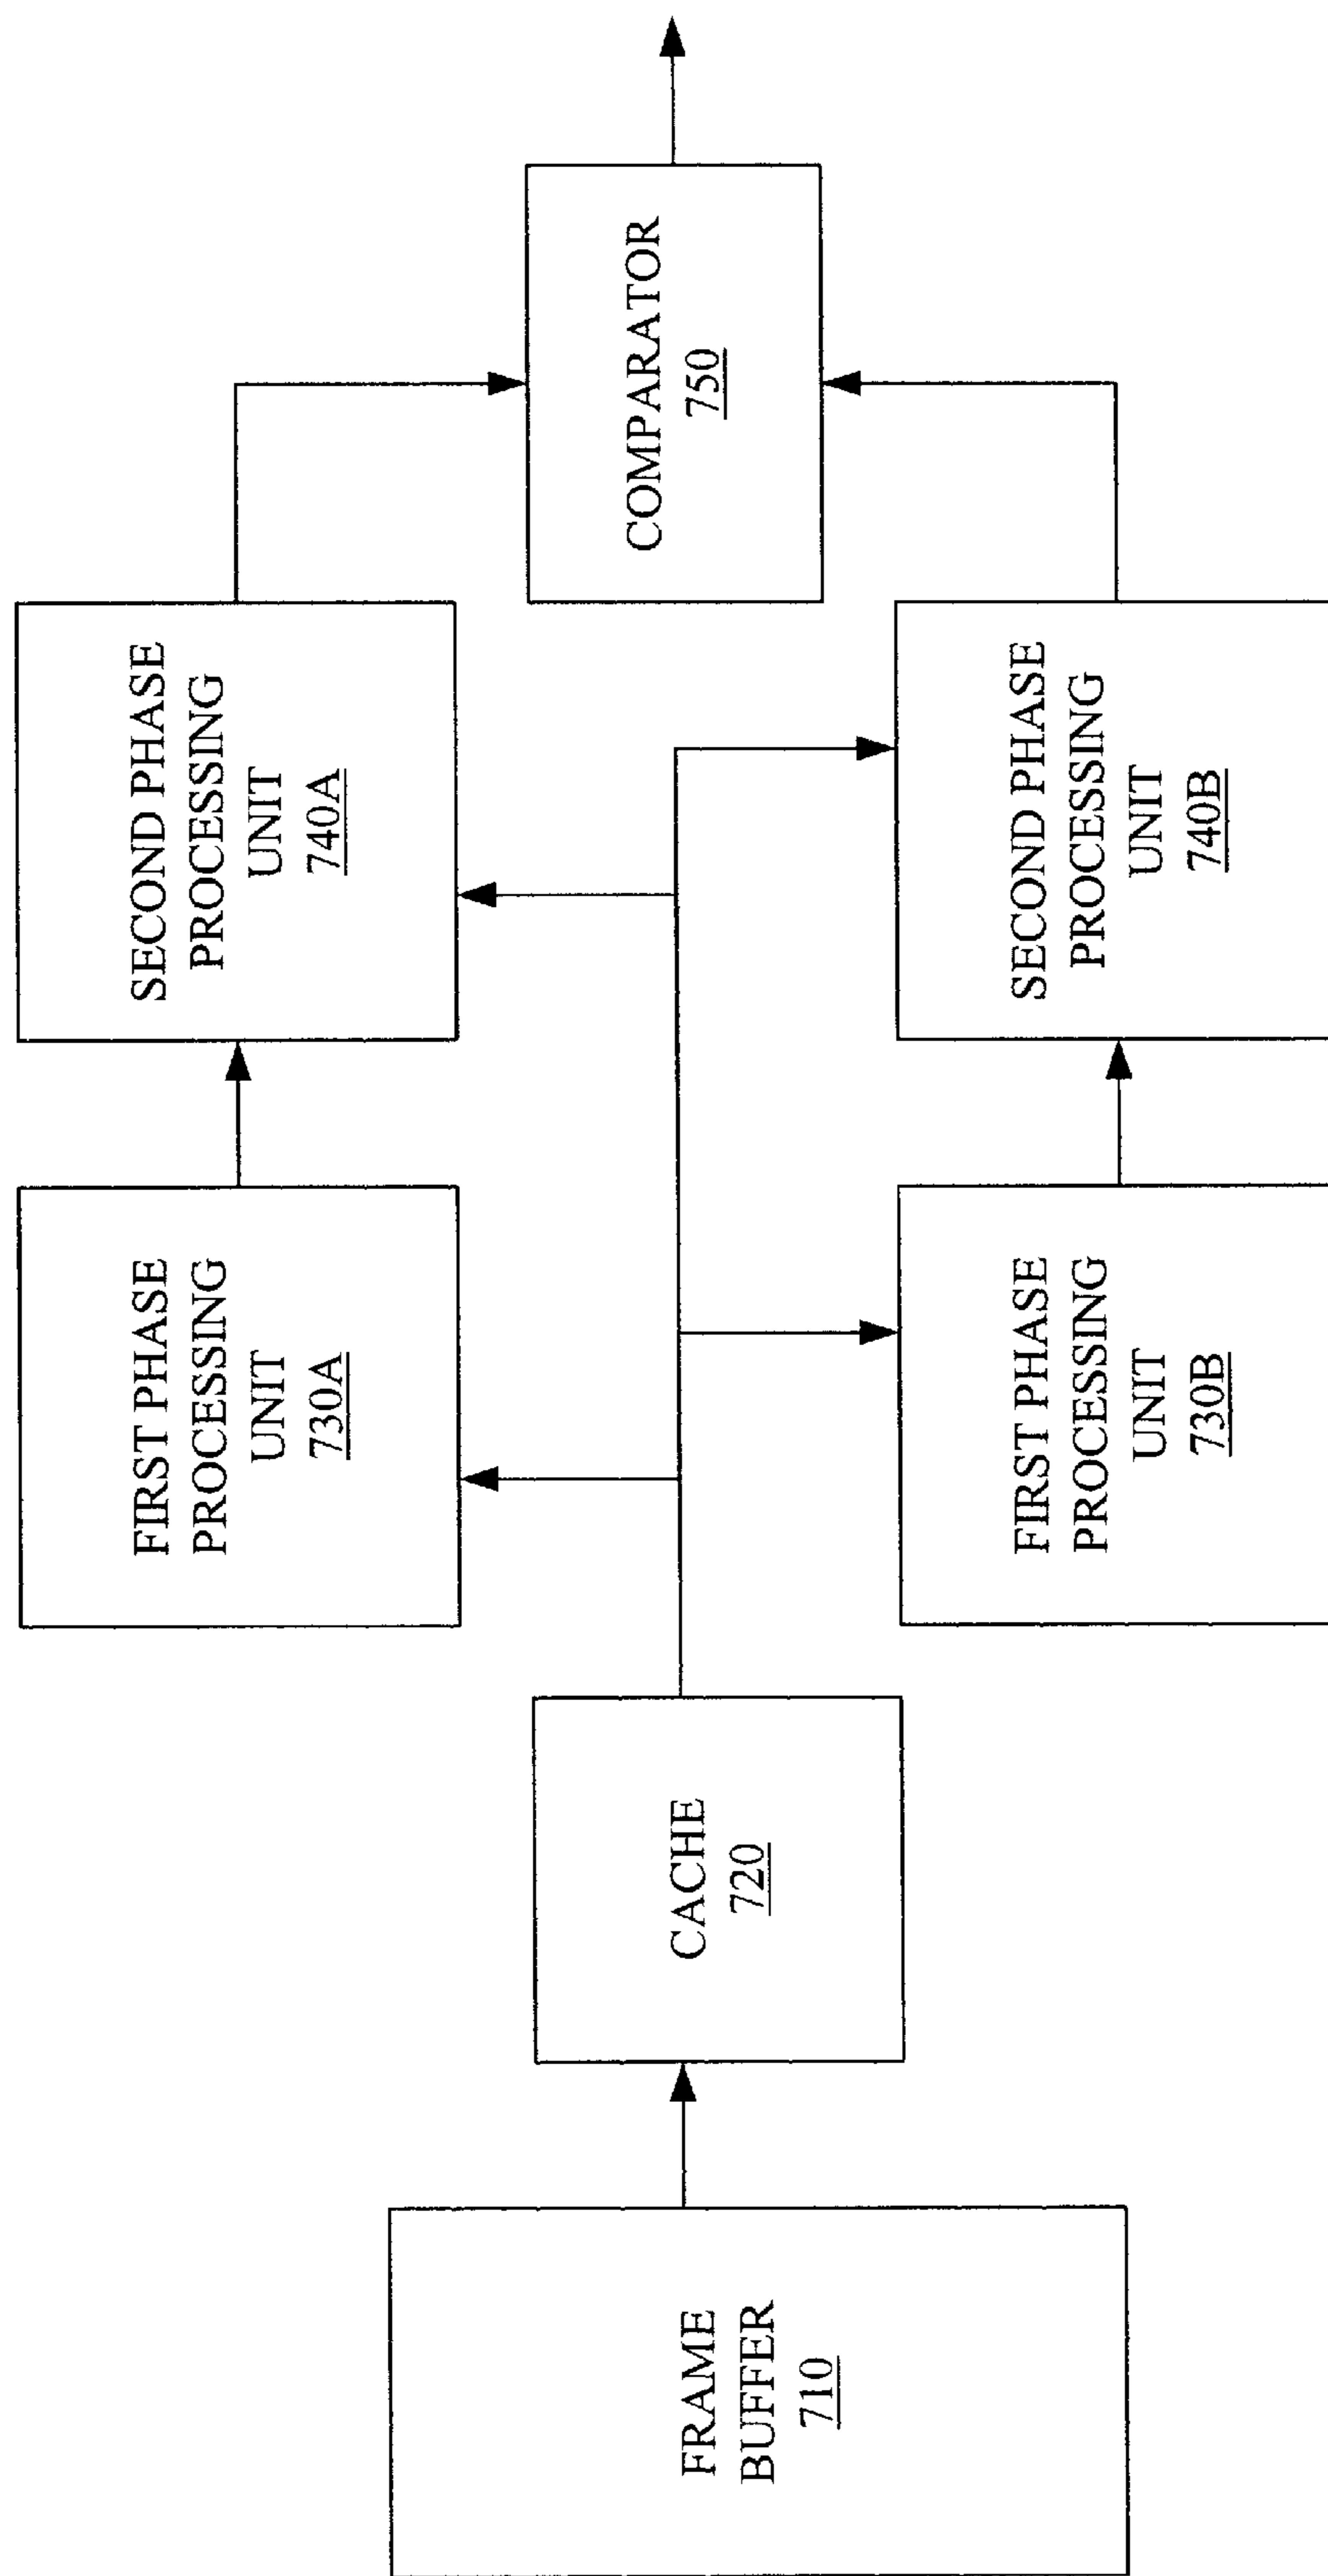 FRAME
BUFFER
710
CACHE
720
FIRST PHASE
PROCESSING
UNIT
730A
SECOND PHASE
PROCESSING
UNIT
740A
FIRST PHASE
PROCESSING
UNIT
730B
SECOND PHASE
PROCESSING
UNIT
740B
COMPARATOR
750